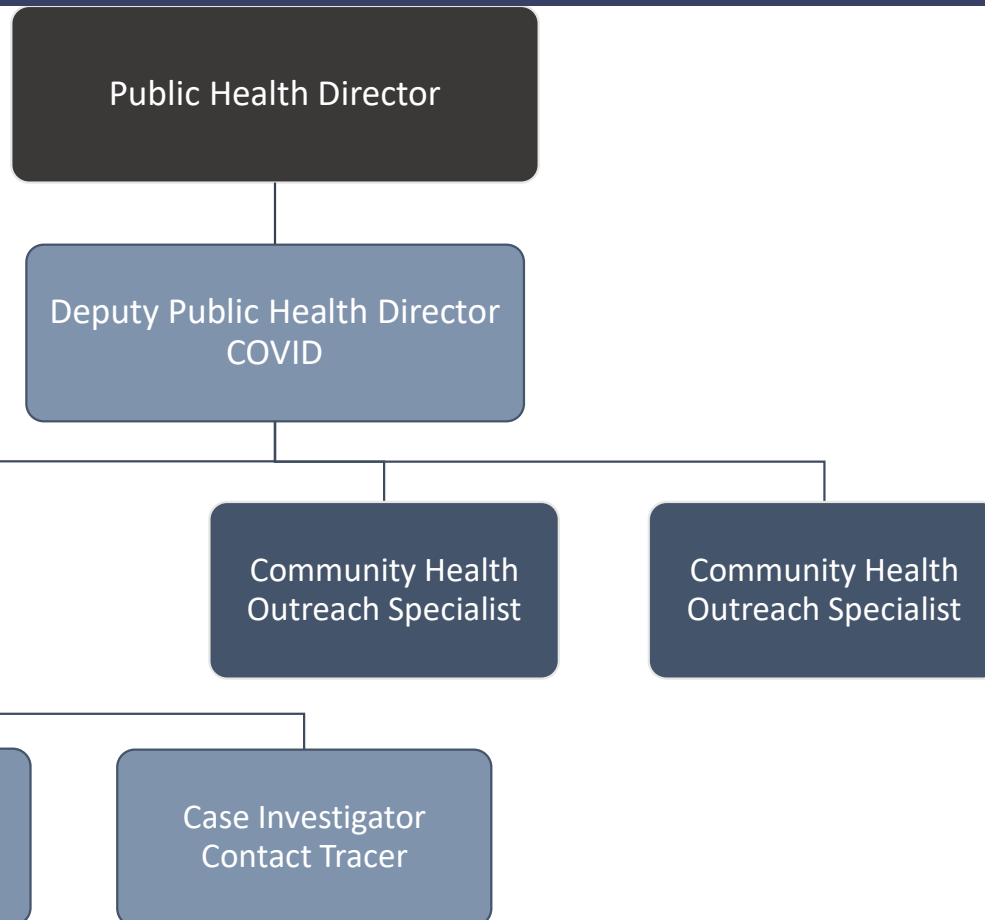 Public Health Director
Deputy Public Health Director
COVID
Community Health
Outreach Specialist
Community Health
Outreach Specialist
Case Investigator
Contact Tracer